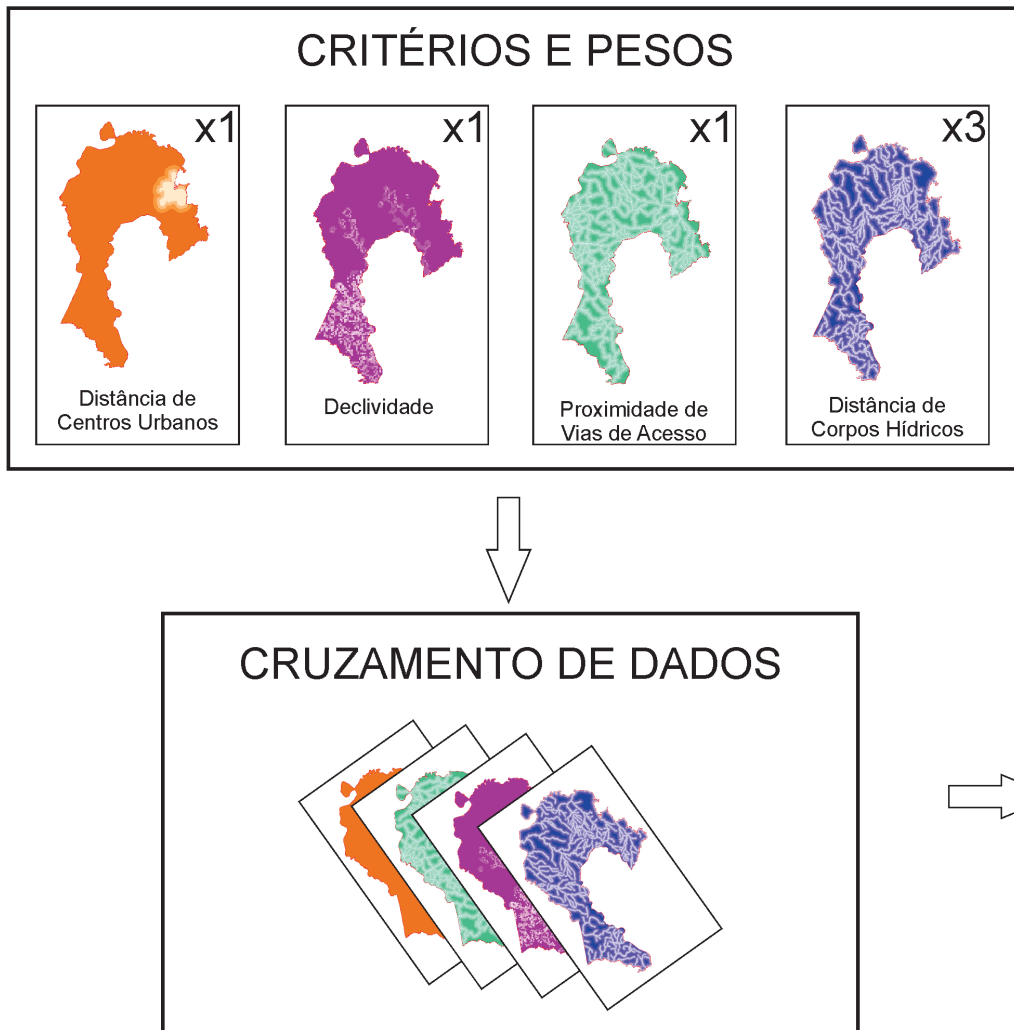 CRITÉRIOS E PESOS
x1
x1
x1
x3
Distância de
Centros Urbanos
Declividade
Proximidade de
Vias de Acesso
Distância de
Corpos Hídricos
CRUZAMENTO DE DADOS